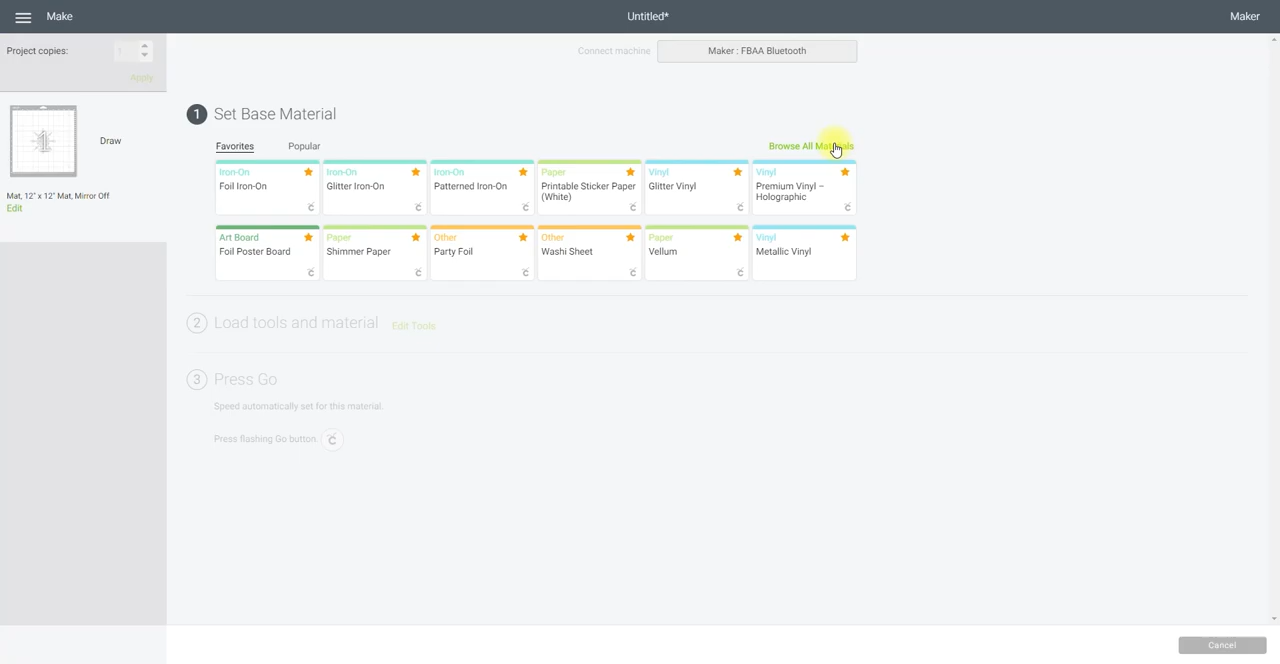 Make
Untitled*
Maker
Project copies:
1
Apply
Connect machine
Maker : FBAA Bluetooth
Draw
Mat, 12" x 12" Mat, Mirror Off
Edit
1 Set Base Material
Favorites
Popular
Browse All Materials
Iron-On
Foil Iron-On
Iron-On
Glitter Iron-On
Iron-On
Patterned Iron-On
Paper
Printable Sticker Paper
(White)
Vinyl
Glitter Vinyl
Vinyl
Premium Vinyl –
Holographic
Art Board
Foil Poster Board
Paper
Shimmer Paper
Other
Party Foil
Other
Washi Sheet
Paper
Vellum
Vinyl
Metallic Vinyl
2 Load tools and material Edit Tools
3 Press Go
Speed automatically set for this material.
Press flashing Go button.
Cancel